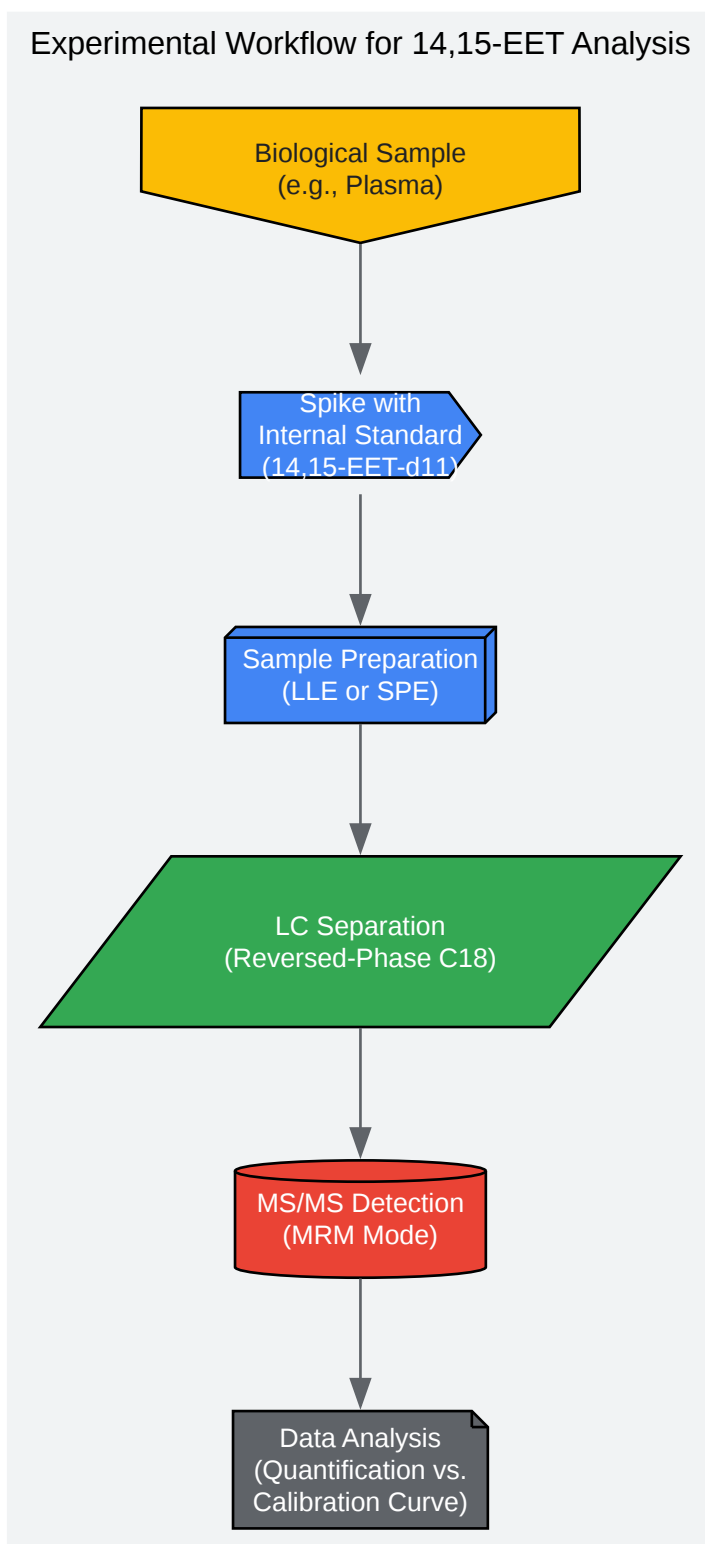 Experimental Workflow for 14,15-EET Analysis
Biological Sample
(e.g., Plasma)
Spike with
Internal Standard
(14,15-EET-d11)
Sample Preparation
(LLE or SPE)
LC Separation
(Reversed-Phase C18)
MS/MS Detection
(MRM Mode)
Data Analysis
(Quantification vs.
Calibration Curve)